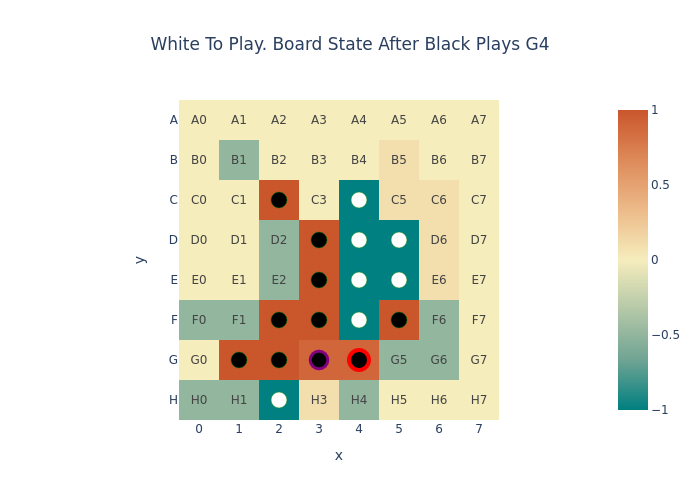 White To Play. Board State After Black Plays G4
A A0 A1 A2 A3 A4 A5 A6 A7
B B0 B1 B2 B3 B4 B5 B6 B7
C C0 C1 C3 C5 C6 C7
D D0 D1 D2 D6 D7
E E0 E1 E2 E6 E7
F F0 F1 F6 F7
G G0 G5 G6 G7
H H0 H1 H3 H4 H5 H6 H7
0 1 2 3 4 5 6 7
x
y
1
0.5
0
−0.5
−1